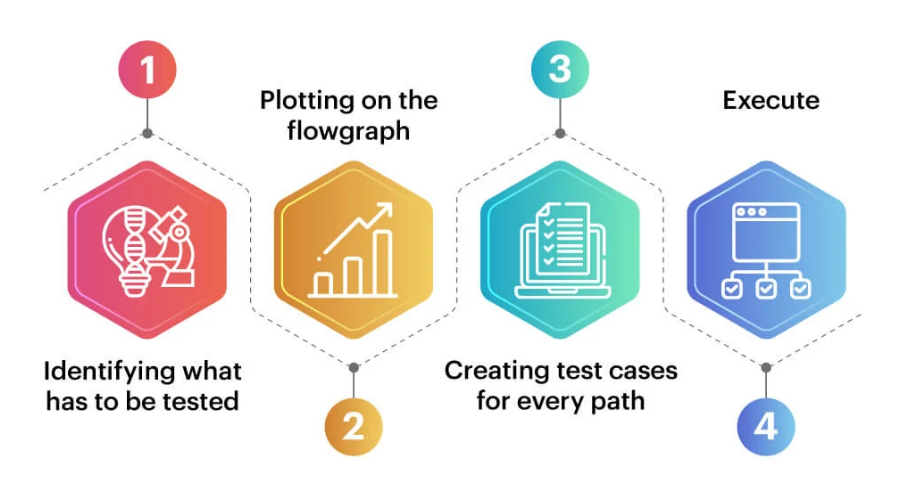 1
Identifying what
has to be tested
Plotting on the
flowgraph
2
3
Creating test cases
for every path
Execute
4